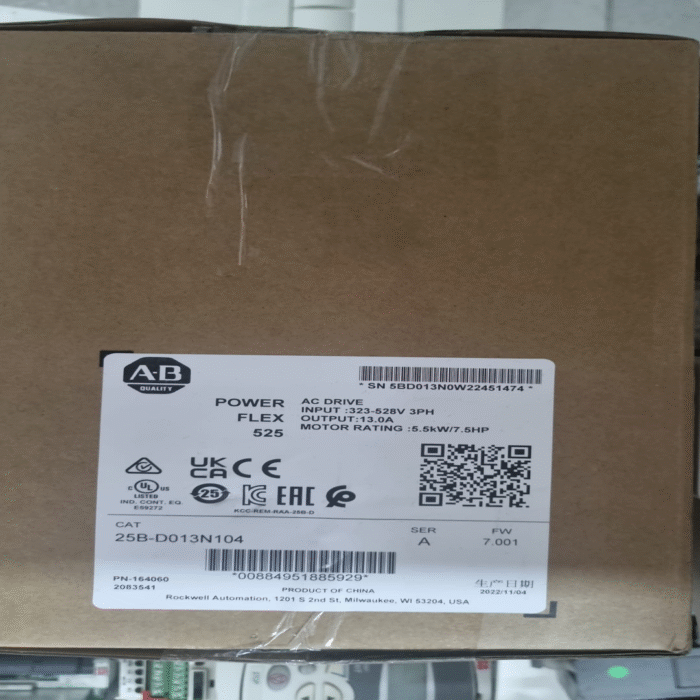 A-B
QUALITY
* SN 5BD013N0W22451474 *
POWER
FLEX
525
AC DRIVE
INPUT :323-528V 3PH
OUTPUT:13.0A
MOTOR RATING :5.5kW/7.5HP
UK
CA
CE
C UL US
LISTED
IND. CONT. EQ.
E59272
25
KC
EAC
KCC-REM-RAA-25B-D
CAT
25B-D013N104
SER
A
FW
7.001
*00884951885929*
PN-164060
2083541
PRODUCT OF CHINA
Rockwell Automation, 1201 S 2nd St, Milwaukee, WI 53204, USA
生产日期
2022/11/04